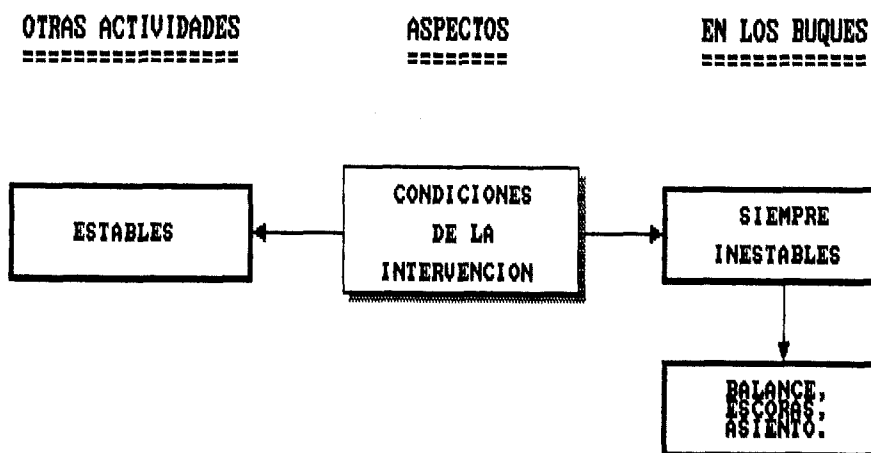 OTRAS ACTIVIDADES
ASPECTOS
EN LOS BUQUES
ESTABLES
CONDICIONES
DE LA
INTERVENCION
SIEMPRE
INESTABLES
BALANCE,
ESCORAS,
ASIENTO.